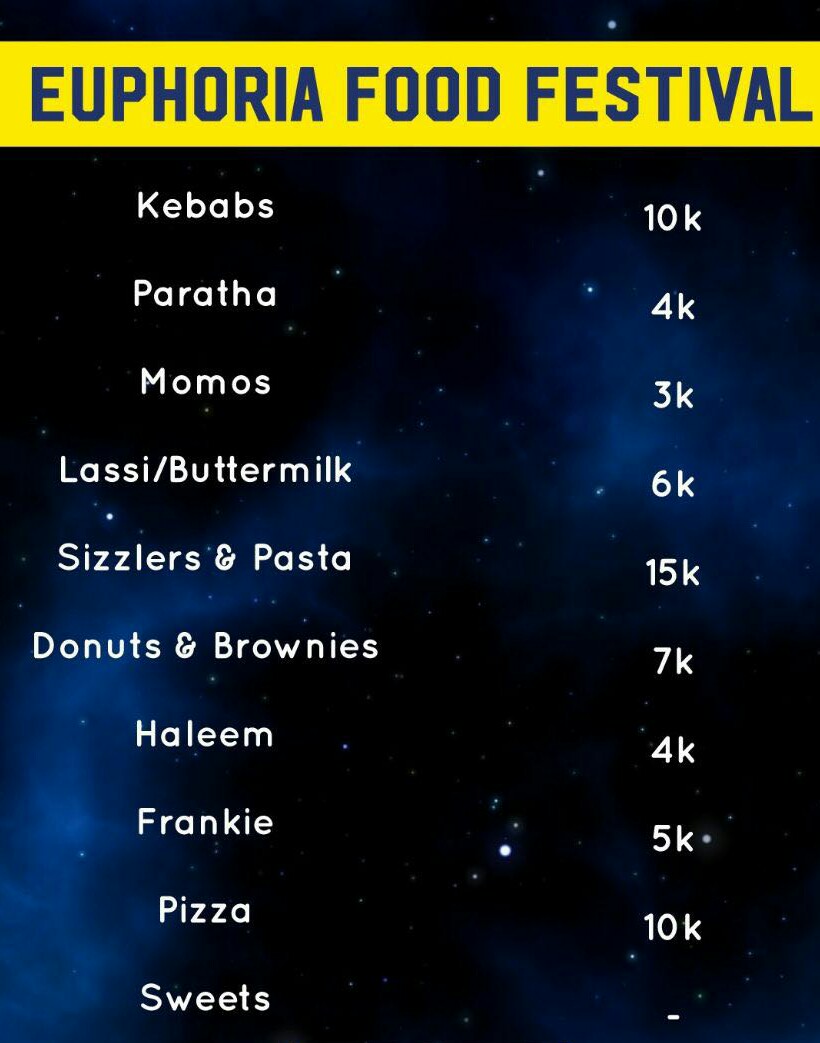 EUPHORIA FOOD FESTIVAL
Kebabs 10k
Paratha 4k
Momos 3k
Lassi/Buttermilk 6k
Sizzlers & Pasta 15k
Donuts & Brownies 7k
Haleem 4k
Frankie 5k
Pizza 10k
Sweets -